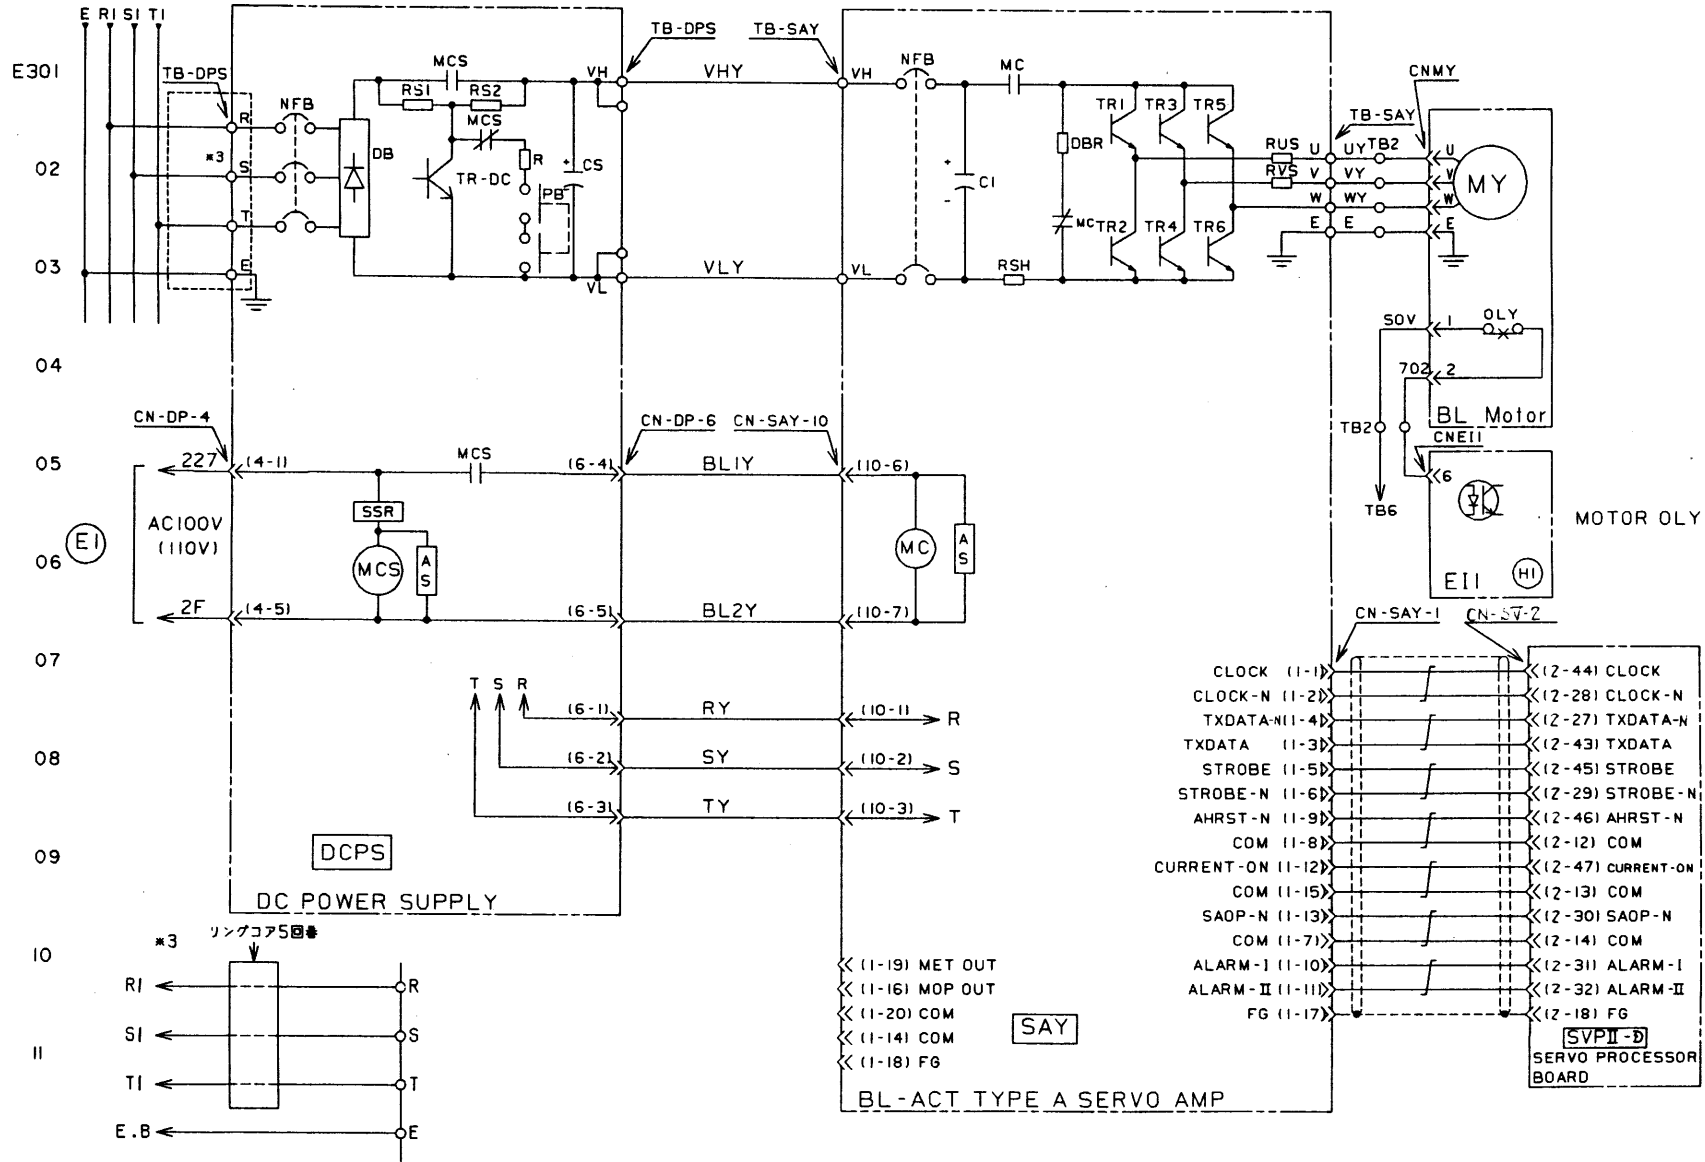 E R1 S1 T1
E301
02
03
04
05
06
07
08
09
10
11
TB-DPS
TB-DPS
TB-SAY
R
*3
S
T
E
NFB
DB
MCS
RS1
RS2
MCS
R
TR-DC
PB
+
CS
VH
VL
VHY
VLY
VH
VL
NFB
MC
+
C1
-
DBR
MC
RSH
TR1
TR3
TR5
TR2
TR4
TR6
RUS
RVS
U
V
W
E
TB-SAY
UY
VY
WY
E
TB2
CNMY
U
V
W
E
MY
SOV
1
OLY
702
2
BL Motor
TB2
TB6
CNE11
6
MOTOR OLY
E11
H1
CN-DP-4
CN-DP-6
CN-SAY-10
227
(4-1)
MCS
(6-4)
BL1Y
(10-6)
E1
AC100V
(110V)
SSR
MCS
AS
MC
AS
2F
(4-5)
(6-5)
BL2Y
(10-7)
T S R
(6-1)
RY
(10-1)
R
(6-2)
SY
(10-2)
S
(6-3)
TY
(10-3)
T
DCPS
DC POWER SUPPLY
CN-SAY-1
CN-SV-2
CLOCK (1-1)
(2-44) CLOCK
CLOCK-N (1-2)
(2-28) CLOCK-N
TXDATA-N(1-4)
(2-27) TXDATA-N
TXDATA (1-3)
(2-43) TXDATA
STROBE (1-5)
(2-45) STROBE
STROBE-N (1-6)
(2-29) STROBE-N
AHRST-N (1-9)
(2-46) AHRST-N
COM (1-8)
(2-12) COM
CURRENT-ON (1-12)
(2-47) CURRENT-ON
COM (1-15)
(2-13) COM
SAOP-N (1-13)
(2-30) SAOP-N
COM (1-7)
(2-14) COM
ALARM-I (1-10)
(2-31) ALARM-I
ALARM-II (1-11)
(2-32) ALARM-II
FG (1-17)
(2-18) FG
(1-19) MET OUT
(1-16) MOP OUT
(1-20) COM
(1-14) COM
(1-18) FG
SAY
BL-ACT TYPE A SERVO AMP
SVPII-D
SERVO PROCESSOR
BOARD
*3
リングコア5回巻
R1
R
S1
S
T1
T
E.B
E